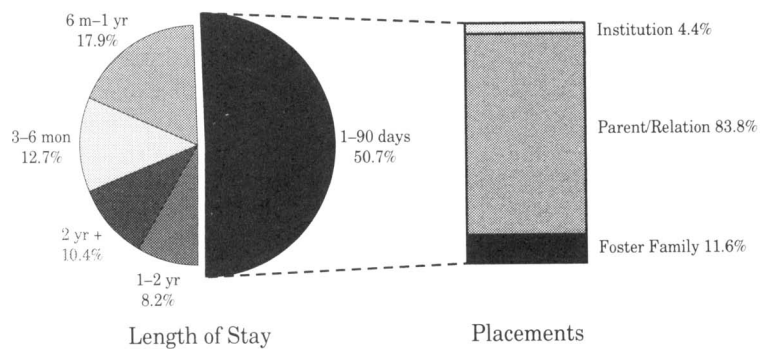 6 m–1 yr
17.9%
3–6 mon
12.7%
2 yr +
10.4%
1–2 yr
8.2%
1–90 days
50.7%
Length of Stay
Institution 4.4%
Parent/Relation 83.8%
Foster Family 11.6%
Placements